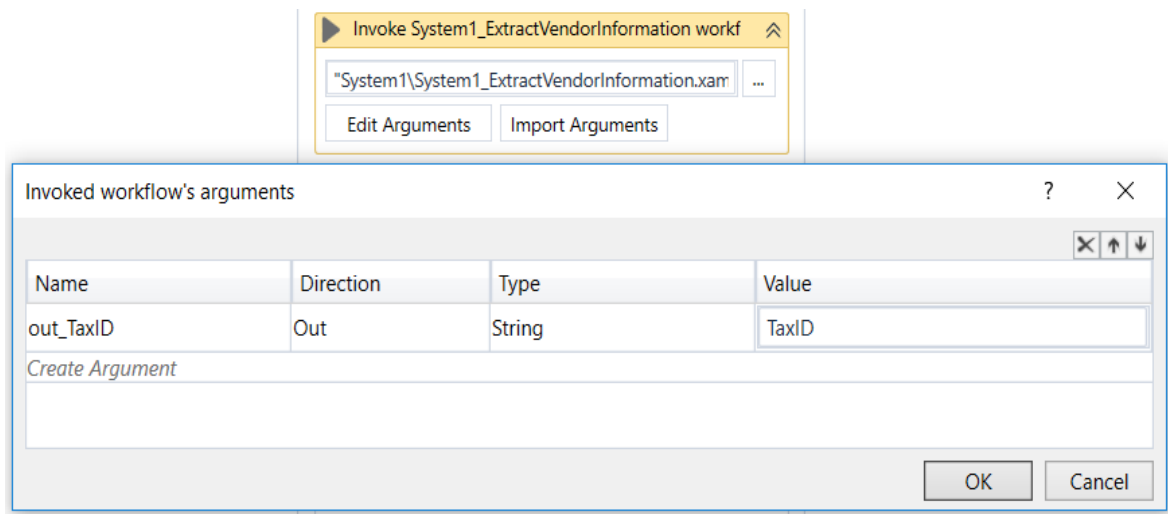 Invoke System1_ExtractVendorInformation workf
"System1\System1_ExtractVendorInformation.xam
...
Edit Arguments Import Arguments
Invoked workflow's arguments ?
Name Direction Type Value
out_TaxID Out String TaxID
Create Argument
OK Cancel